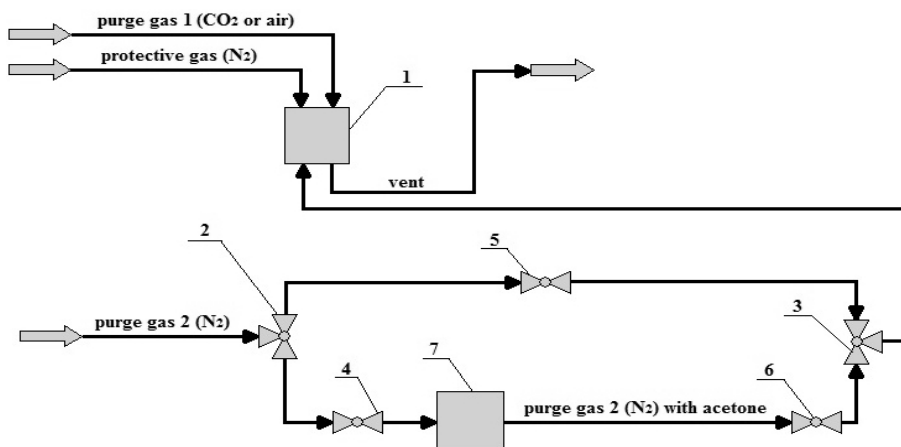 purge gas 1 (CO₂ or air)
protective gas (N₂)
1
vent
2
5
purge gas 2 (N₂)
3
4
7
6
purge gas 2 (N₂) with acetone